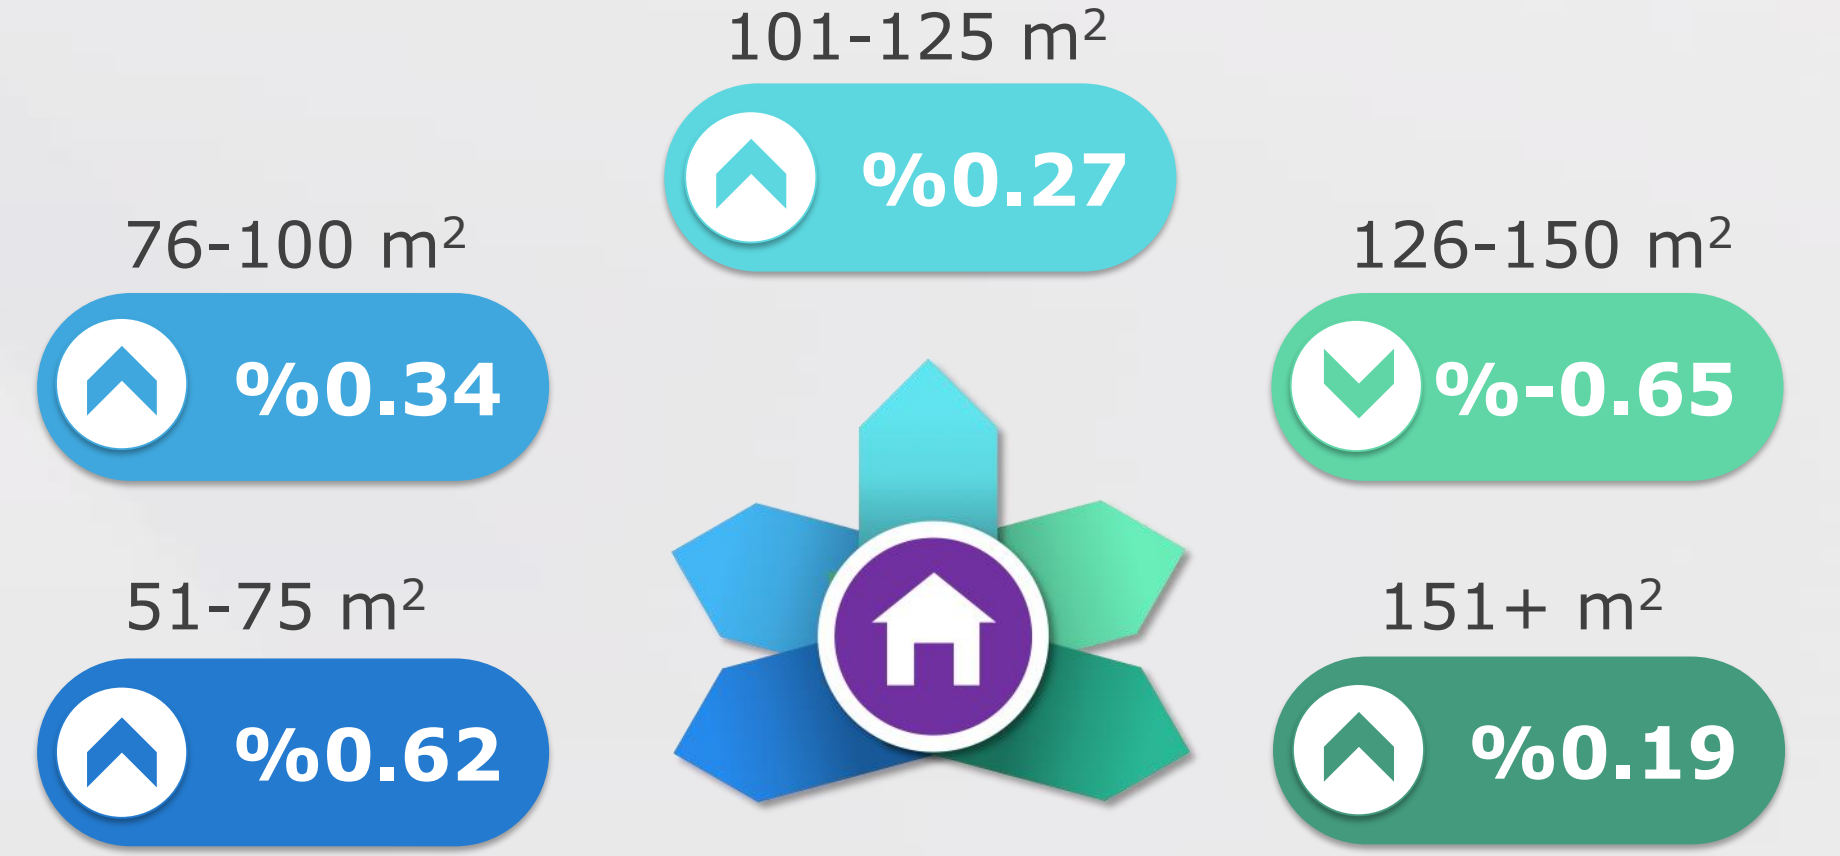 101-125 m²
%0.27
76-100 m²
%0.34
126-150 m²
%-0.65
51-75 m²
%0.62
151+ m²
%0.19